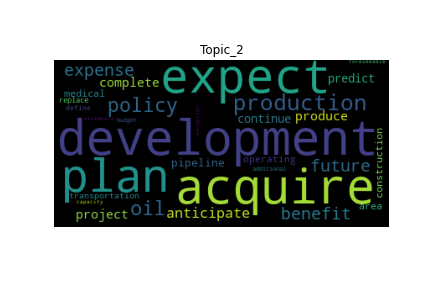 Topic_2
foreseeable
expense
expect
complete
predict
medical
replace
policy
production
define
continue
produce
budget
development
construction
plan
pipeline
operating
future
additional
acquire
transportation
capacity
project
oil
anticipate
benefit
area